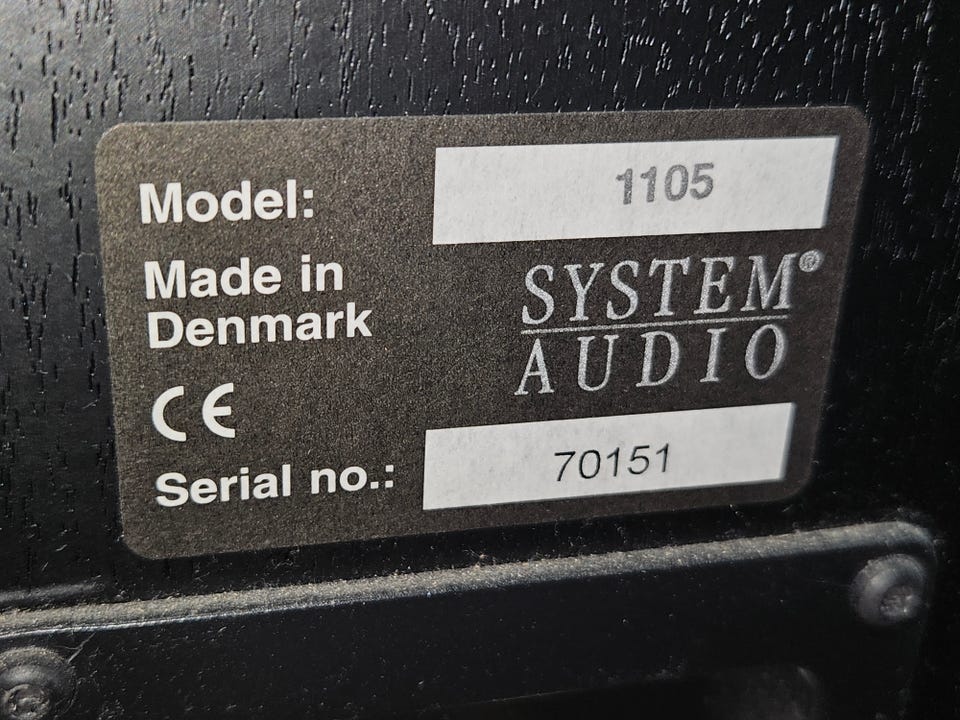 Model: 1105
Made in
Denmark
SYSTEM®
AUDIO
CE
Serial no.: 70151